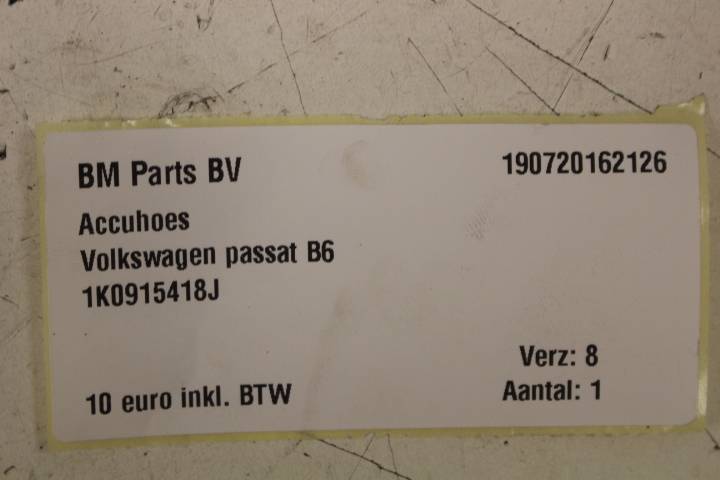 BM Parts BV 190720162126
Accuhoes
Volkswagen passat B6
1K0915418J
Verz: 8
10 euro inkl. BTW Aantal: 1